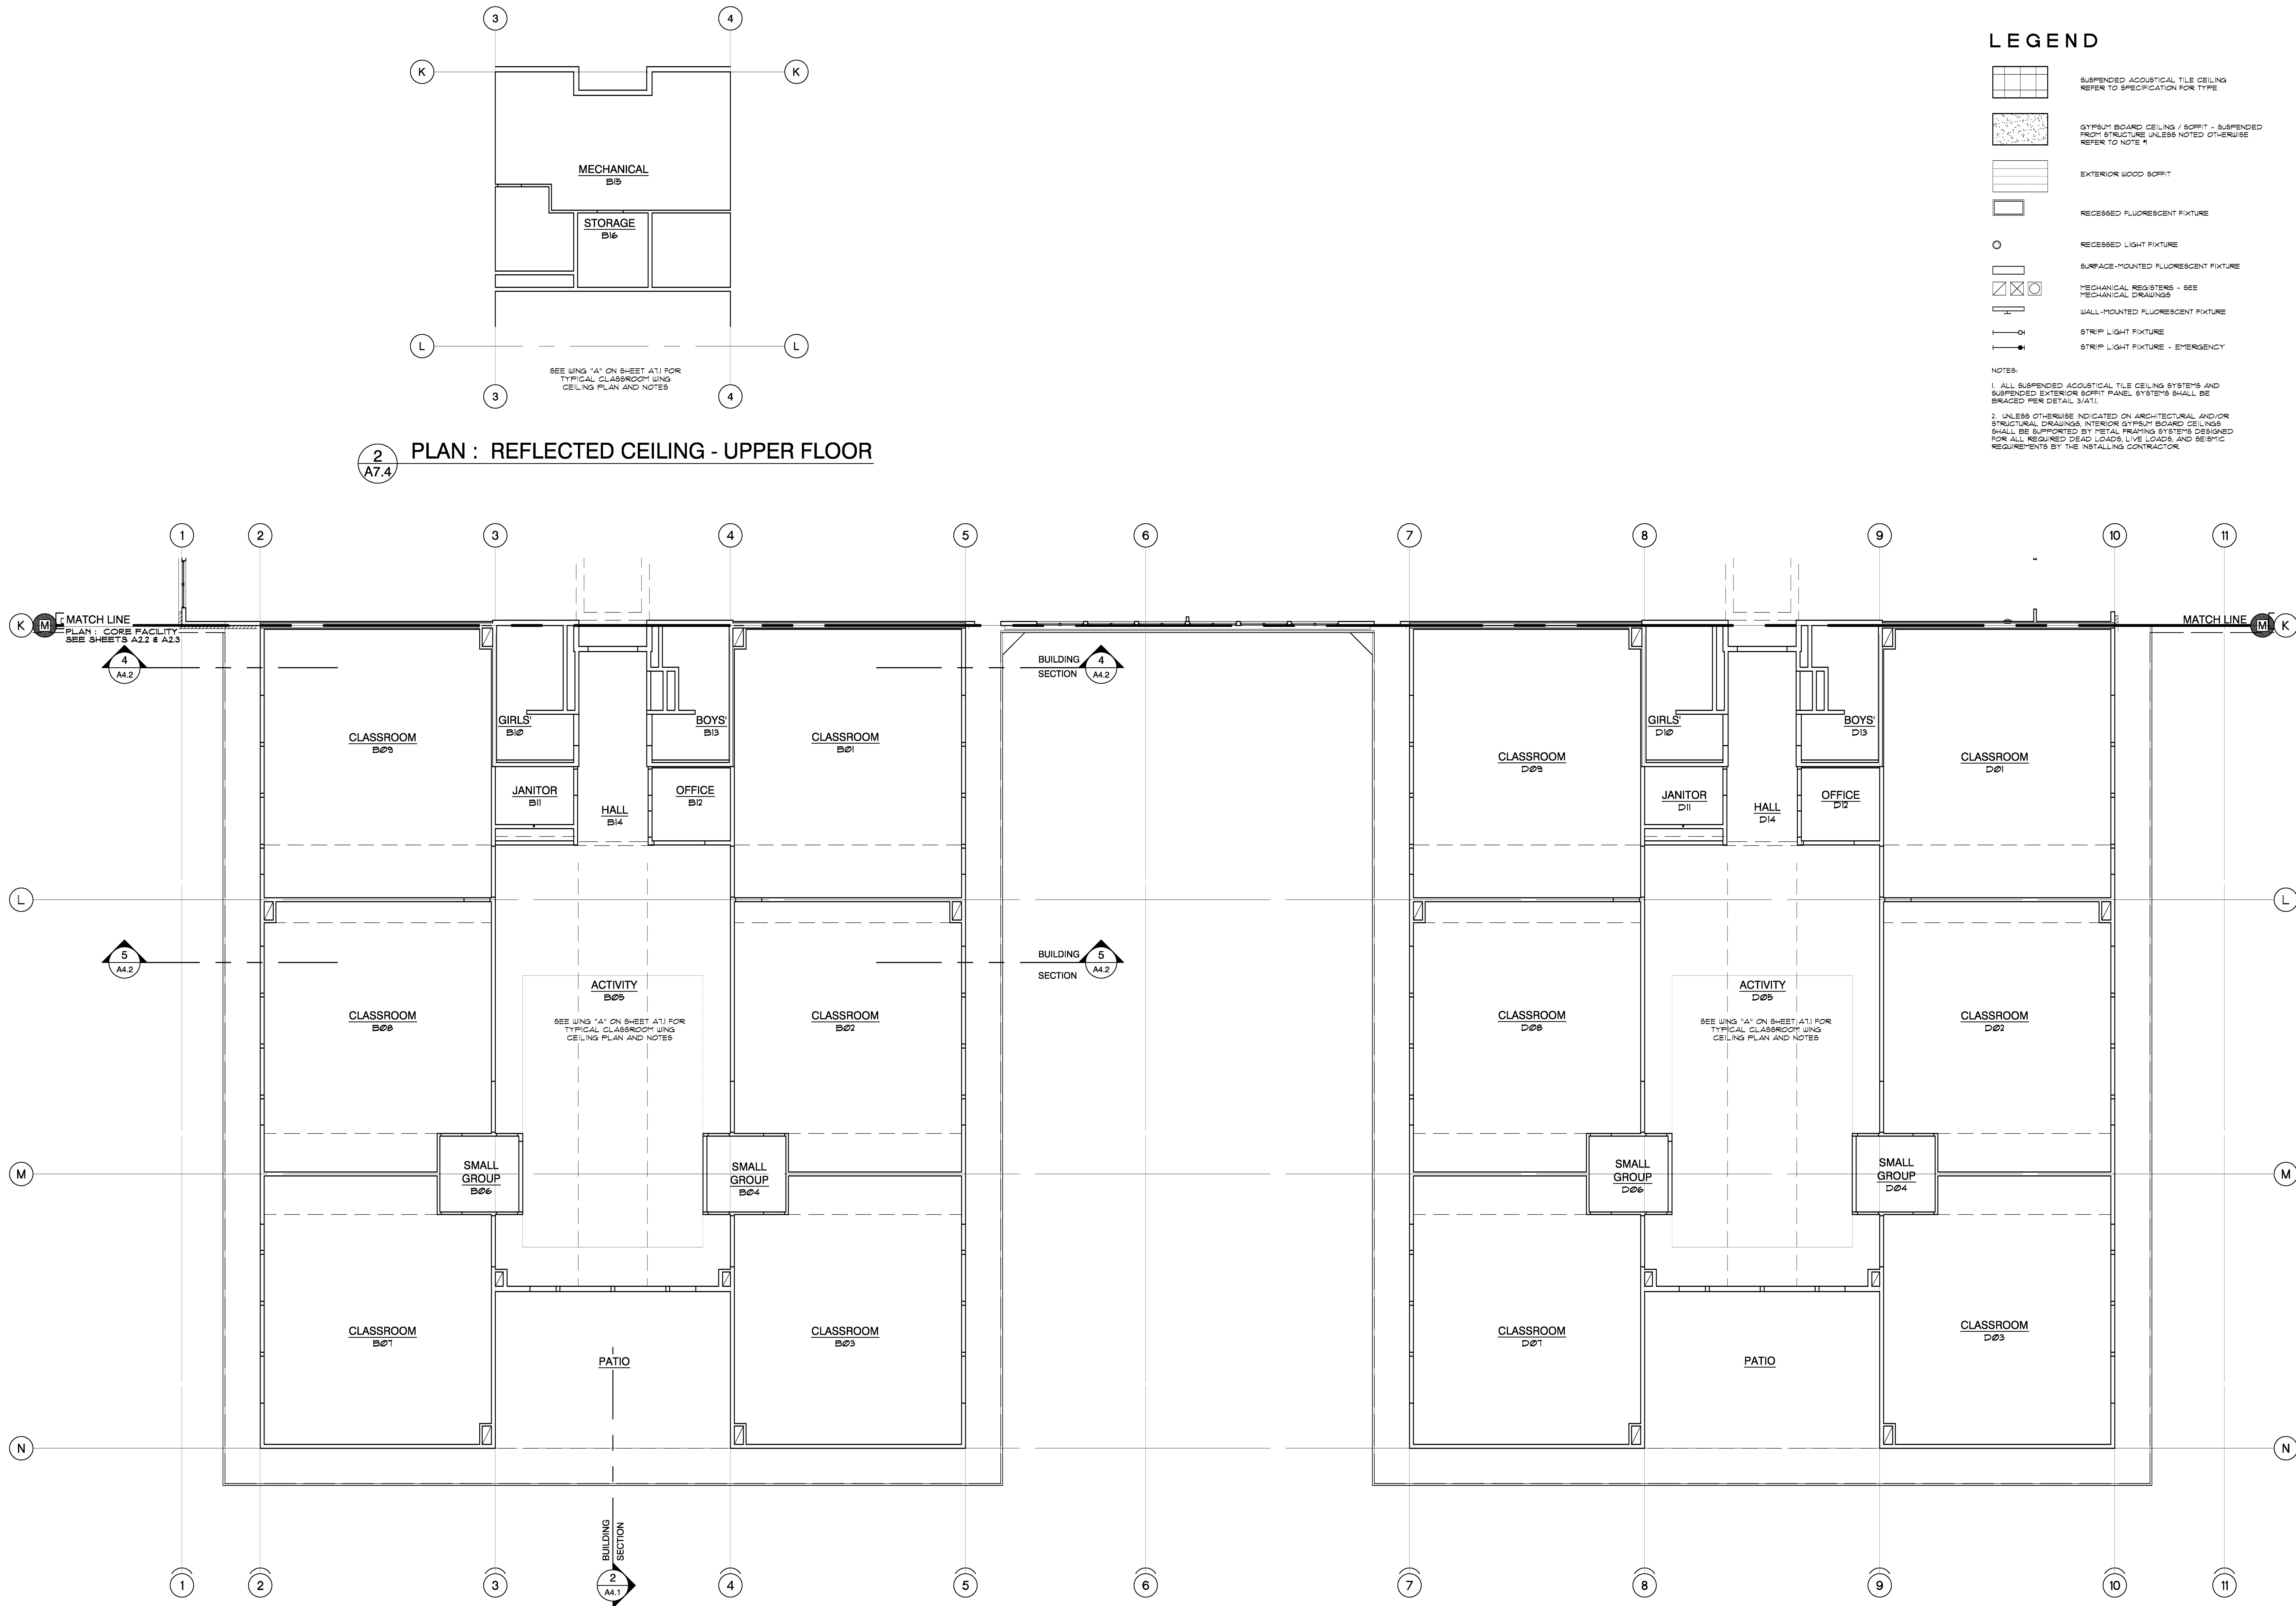 3
4
K
K
MECHANICAL
B15
STORAGE
B16
L
L
SEE WING "A" ON SHEET A7.1 FOR
TYPICAL CLASSROOM WING
CEILING PLAN AND NOTES
3
4
2
A7.4
PLAN : REFLECTED CEILING - UPPER FLOOR
LEGEND
SUSPENDED ACOUSTICAL TILE CEILING
REFER TO SPECIFICATION FOR TYPE
GYPSUM BOARD CEILING / SOFFIT - SUSPENDED
FROM STRUCTURE UNLESS NOTED OTHERWISE
REFER TO NOTE
EXTERIOR WOOD SOFFIT
RECESSED FLUORESCENT FIXTURE
RECESSED LIGHT FIXTURE
SURFACE-MOUNTED FLUORESCENT FIXTURE
MECHANICAL REGISTERS - SEE
MECHANICAL DRAWINGS
WALL-MOUNTED FLUORESCENT FIXTURE
STRIP LIGHT FIXTURE
STRIP LIGHT FIXTURE - EMERGENCY
NOTES:
1. ALL SUSPENDED ACOUSTICAL TILE CEILING SYSTEMS AND
SUSPENDED EXTERIOR SOFFIT PANEL SYSTEMS SHALL BE
BRACED PER DETAIL 3/A7.1.
2. UNLESS OTHERWISE INDICATED ON ARCHITECTURAL AND/OR
STRUCTURAL DRAWINGS, INTERIOR GYPSUM BOARD CEILINGS
SHALL BE SUPPORTED BY METAL FRAMING SYSTEMS DESIGNED
FOR ALL REQUIRED DEAD LOADS, LIVE LOADS, AND SEISMIC
REQUIREMENTS BY THE INSTALLING CONTRACTOR.
1 2 3 4 5 6 7 8 9 10 11
K M MATCH LINE
PLAN : CORE FACILITY
SEE SHEETS A2.2 & A2.3
MATCH LINE M K
4
A4.2
BUILDING
SECTION
4
A4.2
GIRLS'
B10
BOYS'
B13
CLASSROOM
B09
CLASSROOM
B01
JANITOR
B11
OFFICE
B12
HALL
B14
GIRLS'
D10
BOYS'
D13
CLASSROOM
D09
CLASSROOM
D01
JANITOR
D11
OFFICE
D12
HALL
D14
L
L
5
A4.2
BUILDING
SECTION
5
A4.2
ACTIVITY
B05
SEE WING "A" ON SHEET A7.1 FOR
TYPICAL CLASSROOM WING
CEILING PLAN AND NOTES
CLASSROOM
B08
CLASSROOM
B02
ACTIVITY
D05
SEE WING "A" ON SHEET A7.1 FOR
TYPICAL CLASSROOM WING
CEILING PLAN AND NOTES
CLASSROOM
D08
CLASSROOM
D02
M
SMALL
GROUP
B06
SMALL
GROUP
B04
SMALL
GROUP
D06
SMALL
GROUP
D04
M
CLASSROOM
B07
CLASSROOM
B03
PATIO
CLASSROOM
D07
CLASSROOM
D03
PATIO
N
N
BUILDING
SECTION
2
A4.1
1 2 3 4 5 6 7 8 9 10 11